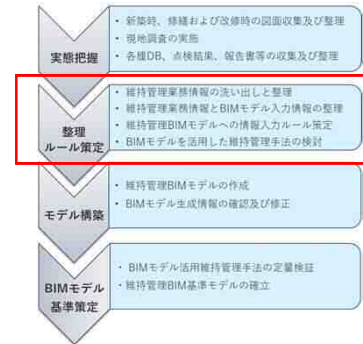 実態把握
・ 新築時、修繕および改修時の図面収集及び整理
・ 現地調査の実施
・ 各種DB、点検結果、報告書等の収集及び整理
整理
ルール策定
・ 維持管理業務情報の洗い出しと整理
・ 維持管理業務情報とBIMモデル入力情報の整理
・ 維持管理BIMモデルへの情報入力ルール策定
・ BIMモデルを活用した維持管理手法の検討
モデル構築
・ 維持管理BIMモデルの作成
・ BIMモデル生成情報の確認及び修正
BIMモデル
基準策定
・ BIMモデル活用維持管理手法の定量検証
・維持管理BIM基準モデルの確立